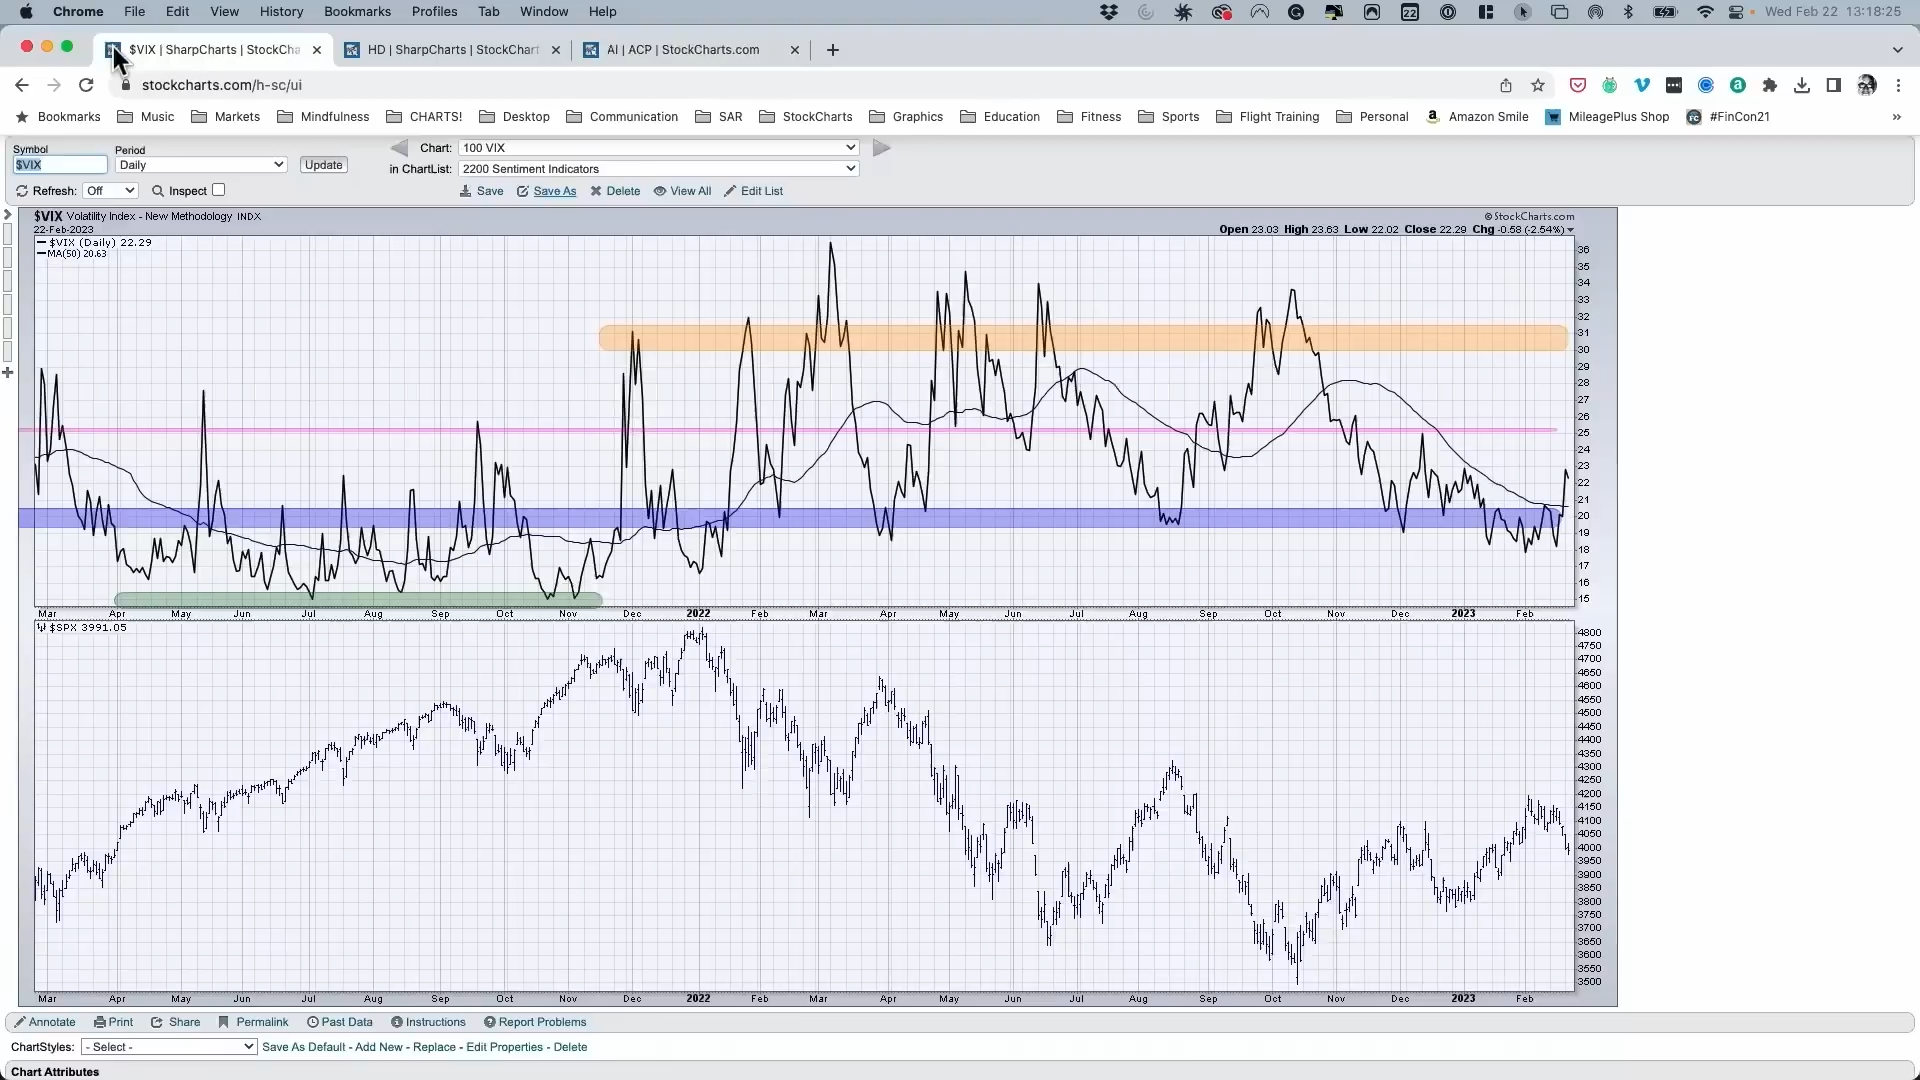 Chrome File Edit View History Bookmarks Profiles Tab Window Help 22 Wed Feb 22 13:18:25
$VIX | SharpCharts | StockCha HD | SharpCharts | StockChart AI | ACP | StockCharts.com
stockcharts.com/h-sc/ui
Bookmarks Music Markets Mindfulness CHARTS! Desktop Communication SAR StockCharts Graphics Education Fitness Sports Flight Training Personal Amazon Smile MileagePlus Shop #FinCon21
Symbol Period Chart: 100 VIX
$VIX Daily Update in ChartList: 2200 Sentiment Indicators
Refresh: Off Inspect Save Save As Delete View All Edit List
$VIX Volatility Index - New Methodology INDX © StockCharts.com
22-Feb-2023 Open 23.03 High 23.63 Low 22.02 Close 22.29 Chg -0.58 (-2.54%)
$VIX (Daily) 22.29
MA(50) 20.63
36
35
34
33
32
31
30
29
28
27
26
25
24
23
22
21
20
19
18
17
16
15
Mar Apr May Jun Jul Aug Sep Oct Nov Dec 2022 Feb Mar Apr May Jun Jul Aug Sep Oct Nov Dec 2023 Feb
$SPX 3991.05
4800
4750
4700
4650
4600
4550
4500
4450
4400
4350
4300
4250
4200
4150
4100
4050
4000
3950
3900
3850
3800
3750
3700
3650
3600
3550
3500
Mar Apr May Jun Jul Aug Sep Oct Nov Dec 2022 Feb Mar Apr May Jun Jul Aug Sep Oct Nov Dec 2023 Feb
Annotate Print Share Permalink Past Data Instructions Report Problems
ChartStyles: - Select - Save As Default - Add New - Replace - Edit Properties - Delete
Chart Attributes